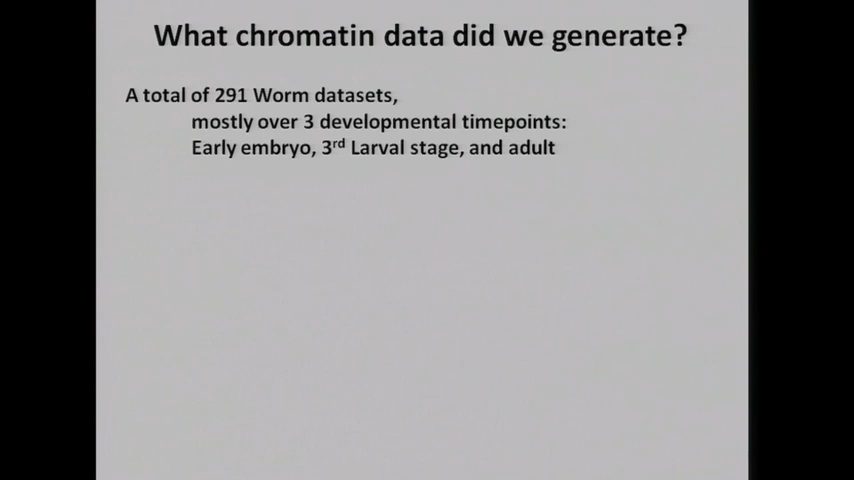 What chromatin data did we generate?
A total of 291 Worm datasets,
mostly over 3 developmental timepoints:
Early embryo, 3rd Larval stage, and adult